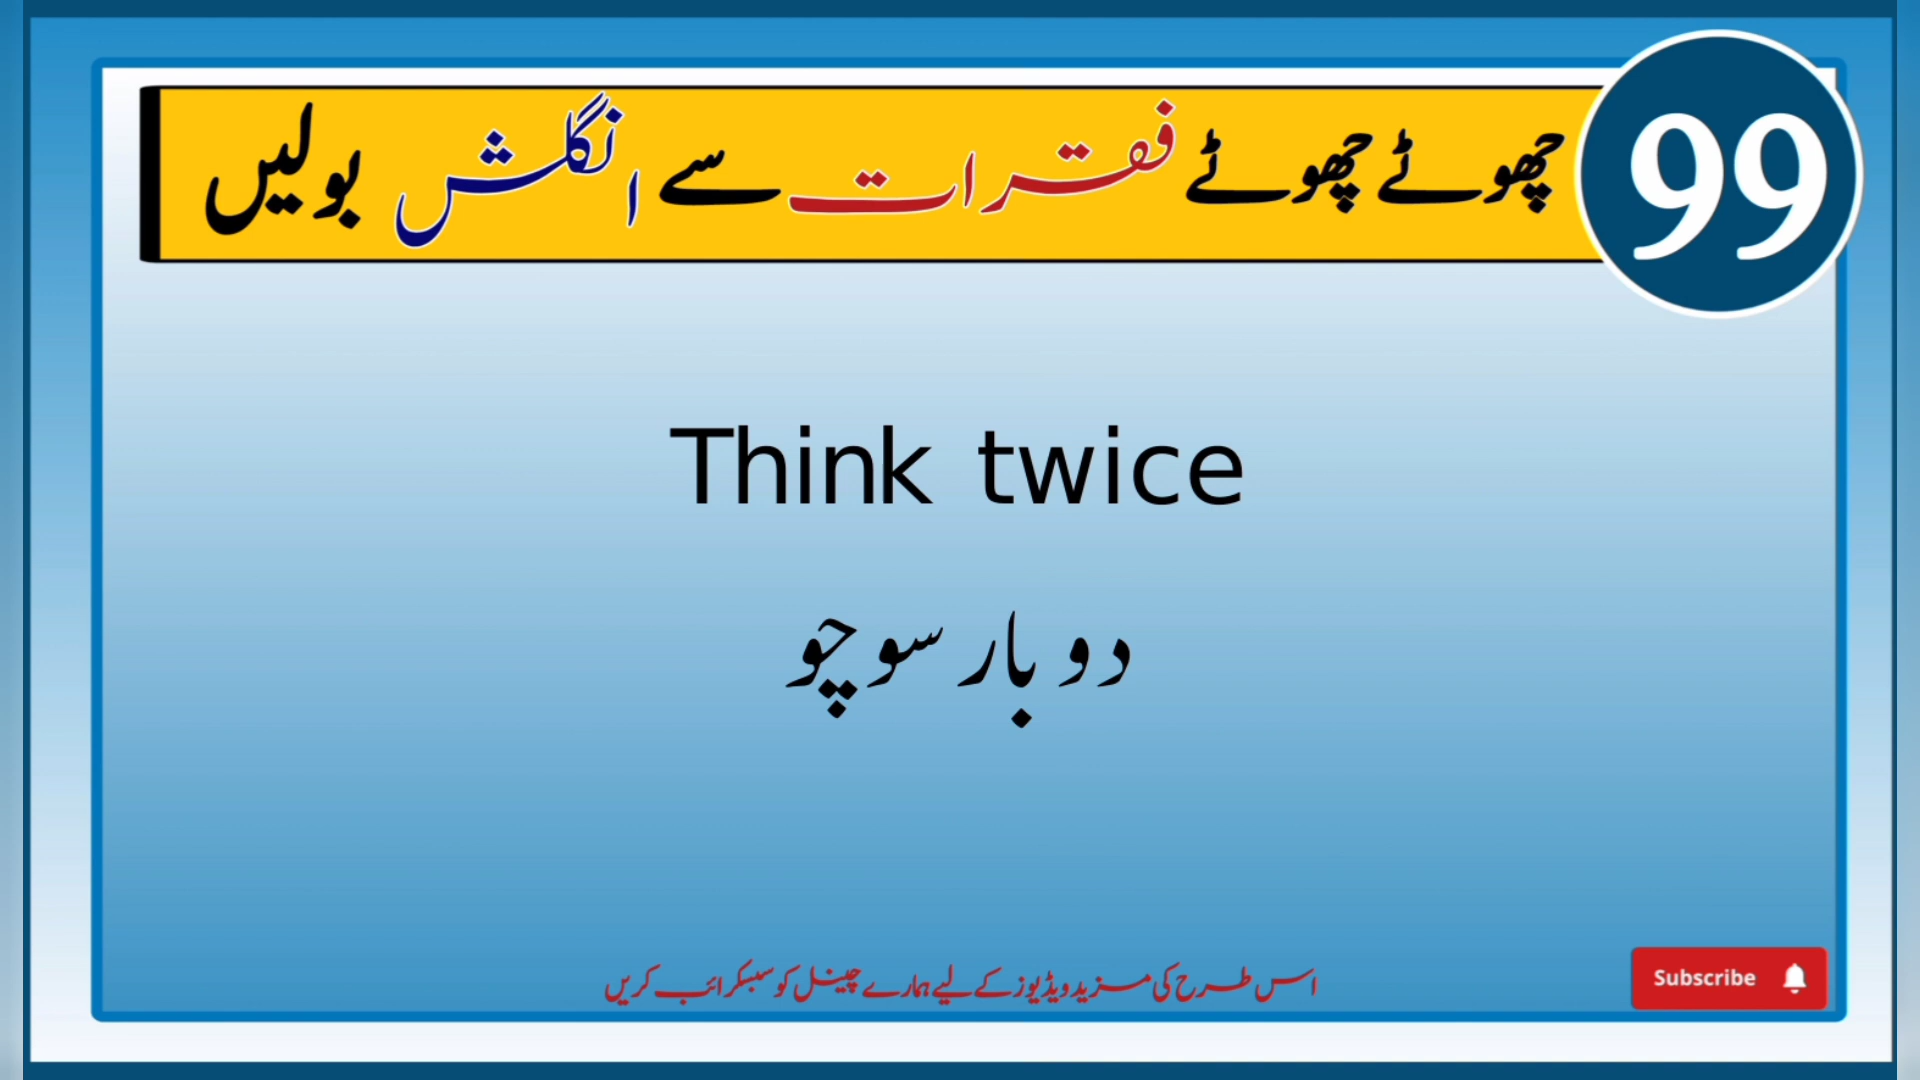 99 چھوٹے چھوٹے فقرات سے انگلش بولیں
Think twice
دو بار سوچو
اس طرح کی مزید ویڈیوز کے لیے ہمارے چینل کو سبسکرائب کریں
Subscribe